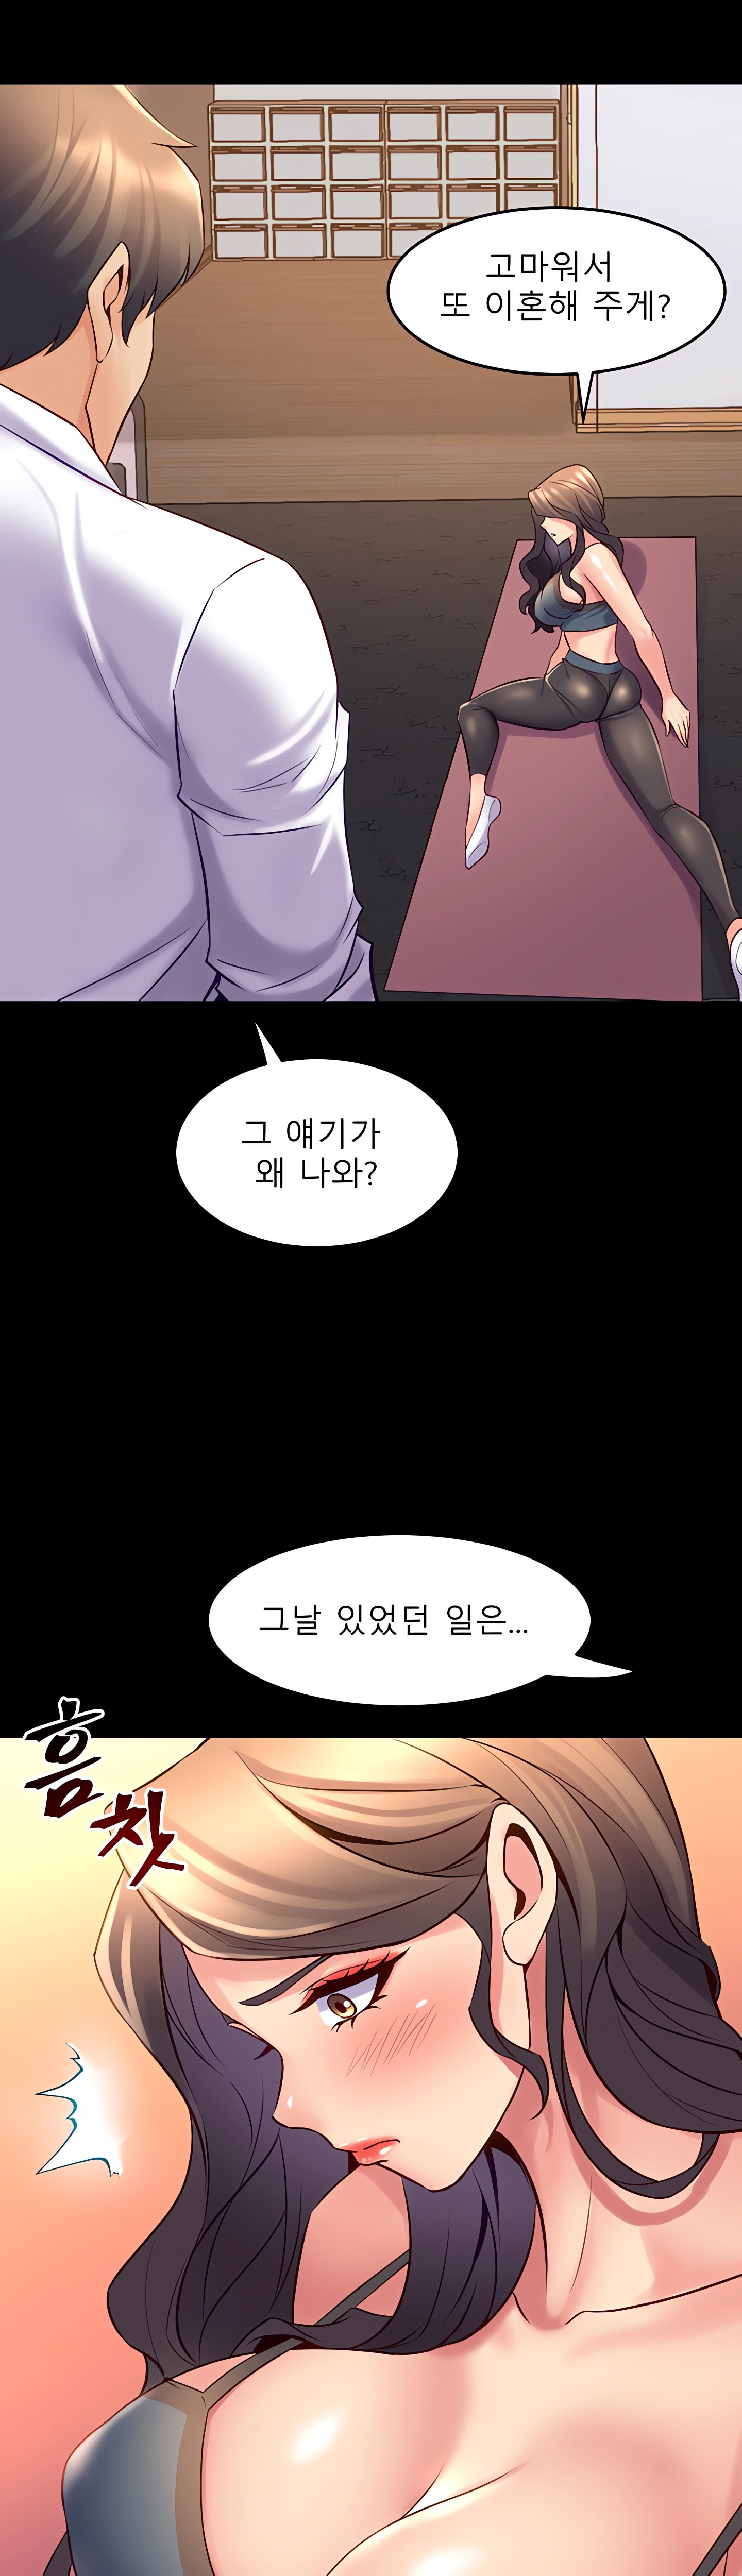 고마워서
또 이혼해 주게?
그 얘기가
왜 나와?
그날 있었던 일은...
흠칫